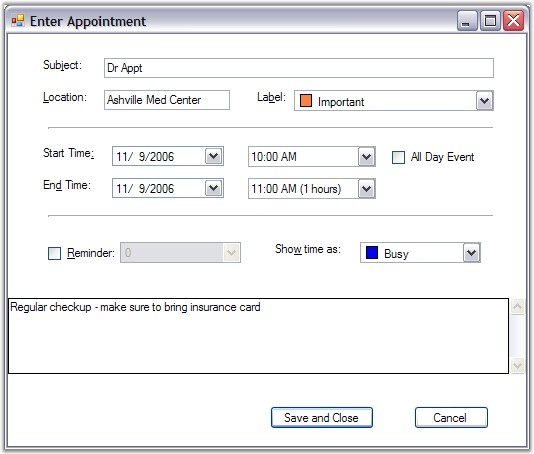 Enter Appointment
Subject: Dr Appt
Location: Ashville Med Center Label: Important
Start Time: 11/ 9/2006 10:00 AM All Day Event
End Time: 11/ 9/2006 11:00 AM (1 hours)
Reminder: 0 Show time as: Busy
Regular checkup - make sure to bring insurance card
Save and Close Cancel